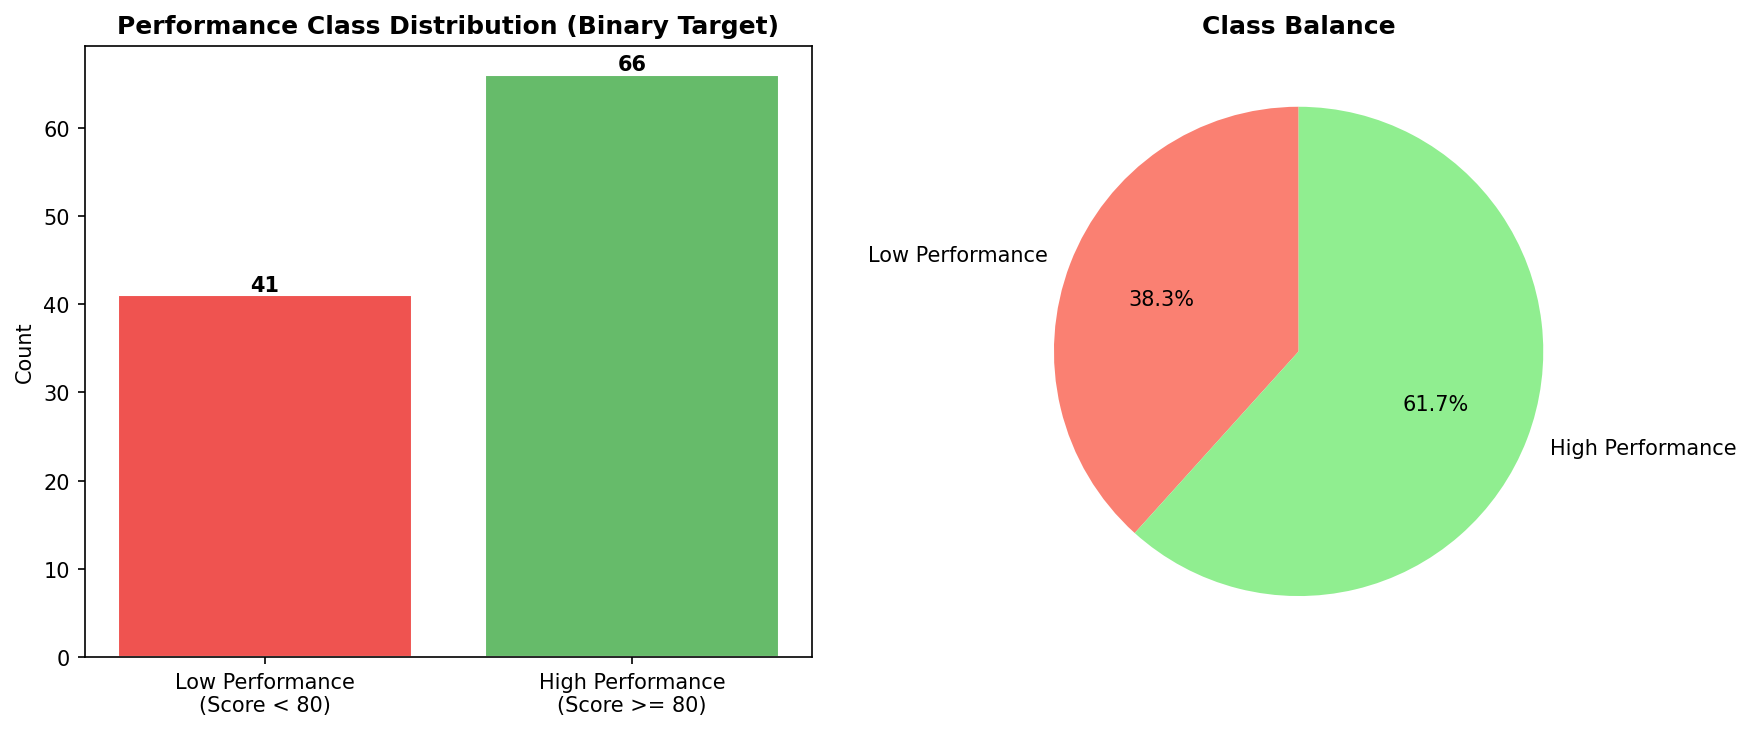 Performance Class Distribution (Binary Target)
Count
60
50
40
30
20
10
0
41
66
Low Performance
(Score < 80)
High Performance
(Score >= 80)
Class Balance
Low Performance
38.3%
61.7%
High Performance